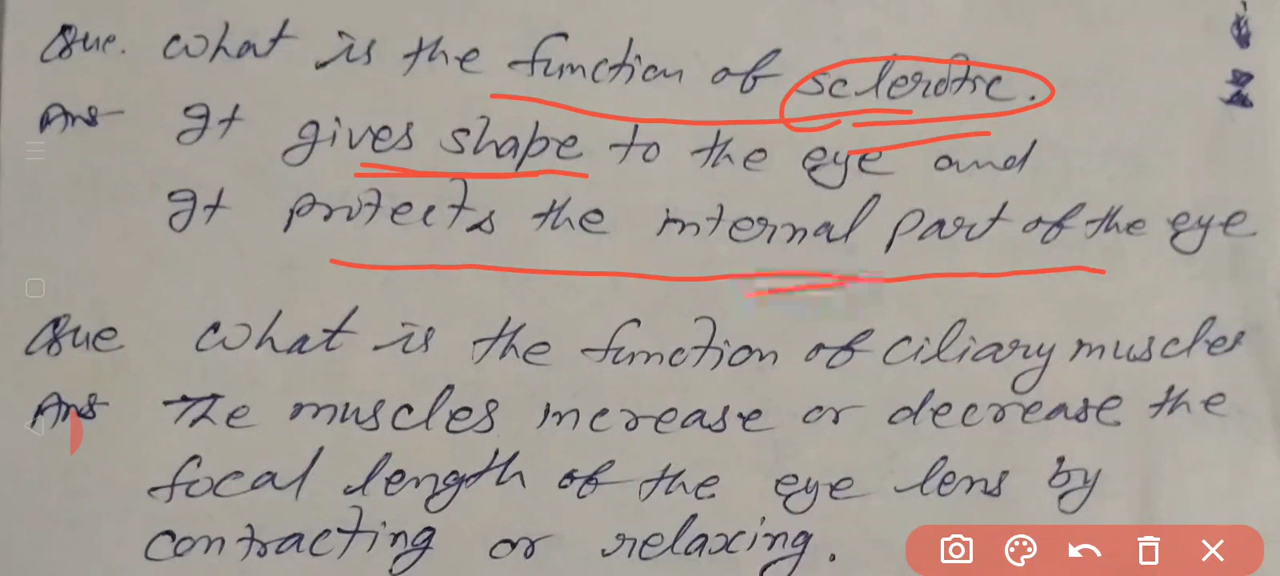 Que. What is the function of sclerotic.
Ans It gives shape to the eye and
It protects the internal part of the eye
Que What is the function of ciliary muscles
Ans The muscles increase or decrease the
focal length of the eye lens by
contracting or relaxing.